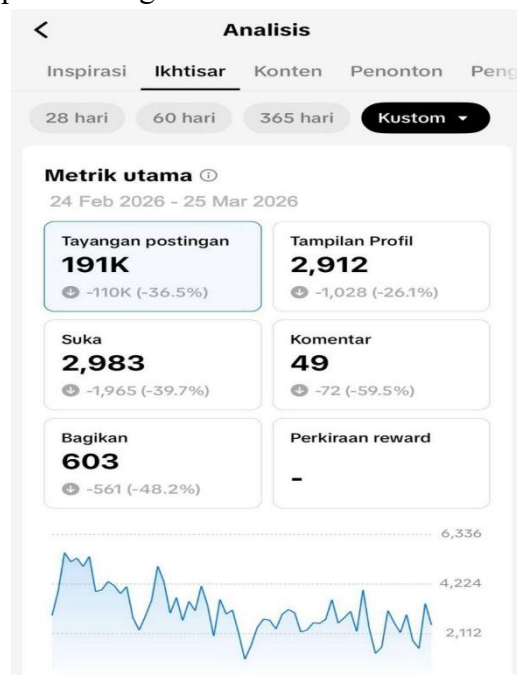 Analisis
Inspirasi Ikhtisar Konten Penonton Peng
28 hari 60 hari 365 hari Kustom
Metrik utama
24 Feb 2026 - 25 Mar 2026
Tayangan postingan
191K
-110K (-36.5%)
Tampilan Profil
2,912
-1,028 (-26.1%)
Suka
2,983
-1,965 (-39.7%)
Komentar
49
-72 (-59.5%)
Bagikan
603
-561 (-48.2%)
Perkiraan reward
-
6,336
4,224
2,112